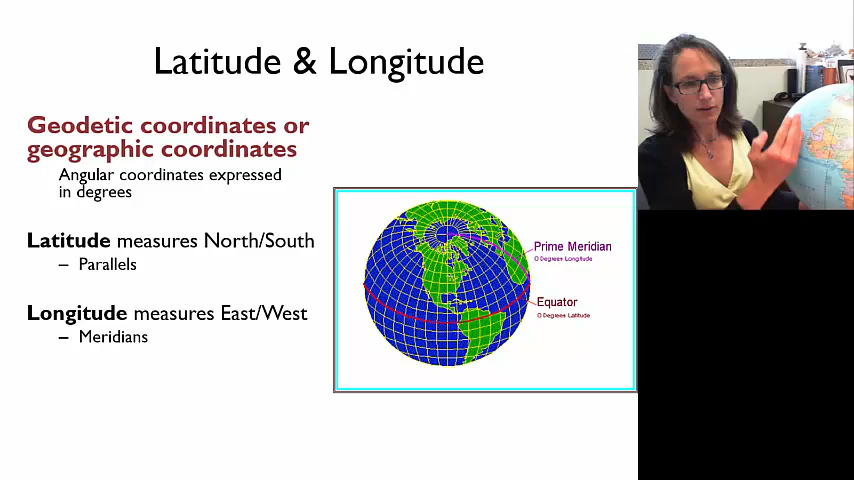 Latitude & Longitude
Geodetic coordinates or
geographic coordinates
Angular coordinates expressed
in degrees
Latitude measures North/South
– Parallels
Longitude measures East/West
– Meridians
Prime Meridian
0 Degrees Longitude
Equator
0 Degrees Latitude